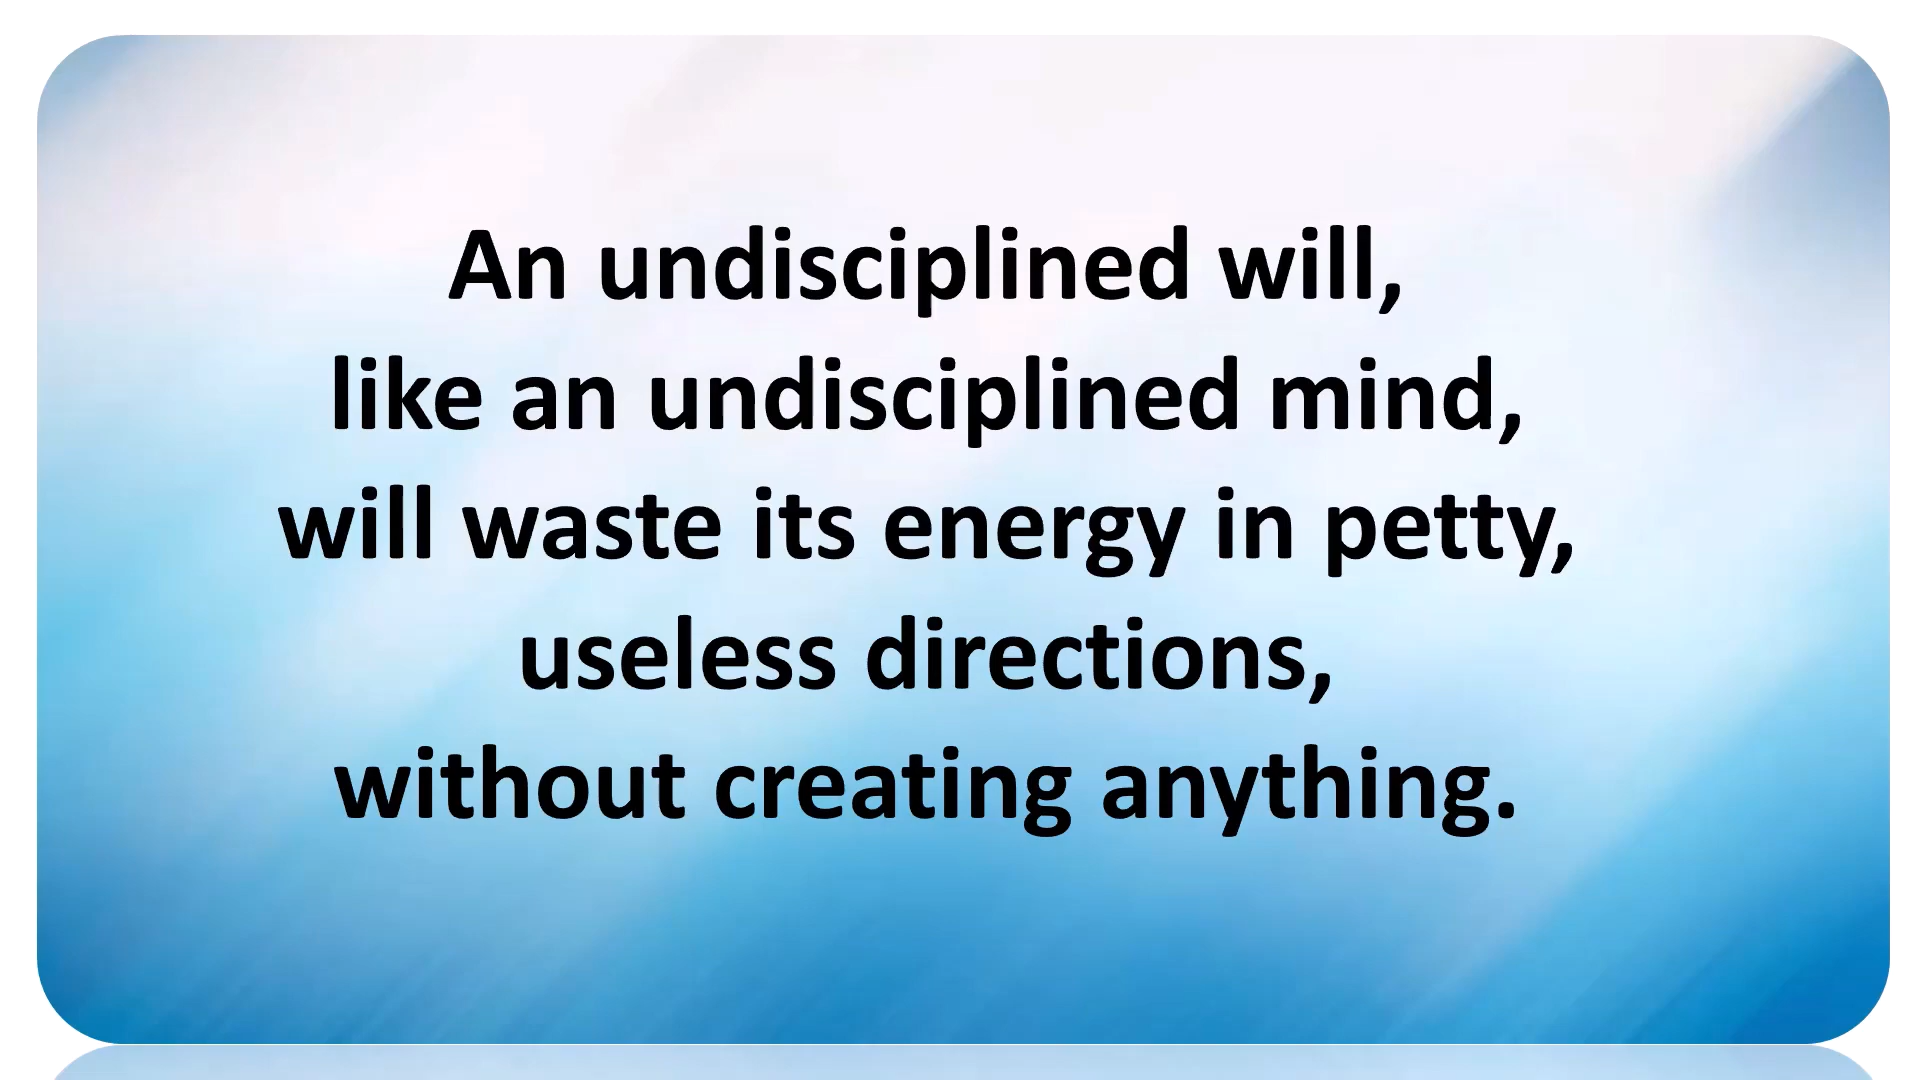 An undisciplined will,
like an undisciplined mind,
will waste its energy in petty,
useless directions,
without creating anything.